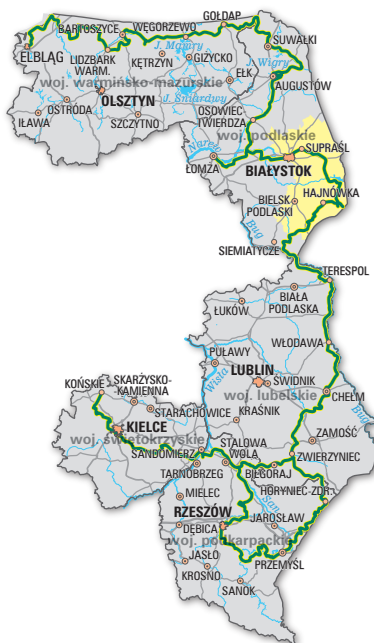 GOŁDAP
BARTOSZYCE
WĘGORZEWO
SUWAŁKI
ELBLĄG
LIDZBARK
WARM.
KĘTRZYN
J. Mamry
GIŻYCKO
J. Wigry
woj. warmińsko-mazurskie
EŁK
AUGUSTÓW
OLSZTYN
J. Śniardwy
OSTRÓDA
IŁAWA
SZCZYTNO
OSOWIEC
TWIERDZA
woj. podlaskie
SUPRAŚL
Narew
ŁOMŻA
BIAŁYSTOK
HAJNÓWKA
BIELSK
PODLASKI
Bug
SIEMIATYCZE
TERESPOL
BIAŁA
PODLASKA
ŁUKÓW
PUŁAWY
WŁODAWA
LUBLIN
Wisła
ŚWIDNIK
woj. lubelskie
CHEŁM
Bug
KOŃSKIE
SKARŻYSKO-
KAMIENNA
STARACHOWICE
KRAŚNIK
KIELCE
woj. świętokrzyskie
ZAMOŚĆ
SANDOMIERZ
STALOWA
WOLA
ZWIERZYNIEC
TARNOBRZEG
BIŁGORAJ
MIELEC
HORYNIEC-ZDR.
San
RZESZÓW
JAROSŁAW
DĘBICA
woj. podkarpackie
JASŁO
PRZEMYŚL
KROSNO
SANOK